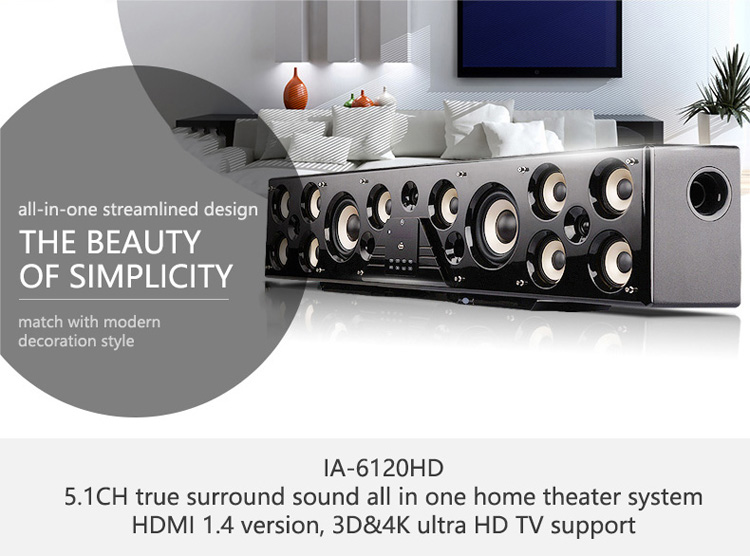 all-in-one streamlined design
THE BEAUTY
OF SIMPLICITY
match with modern
decoration style
IA-6120HD
5.1CH true surround sound all in one home theater system
HDMI 1.4 version, 3D&4K ultra HD TV support